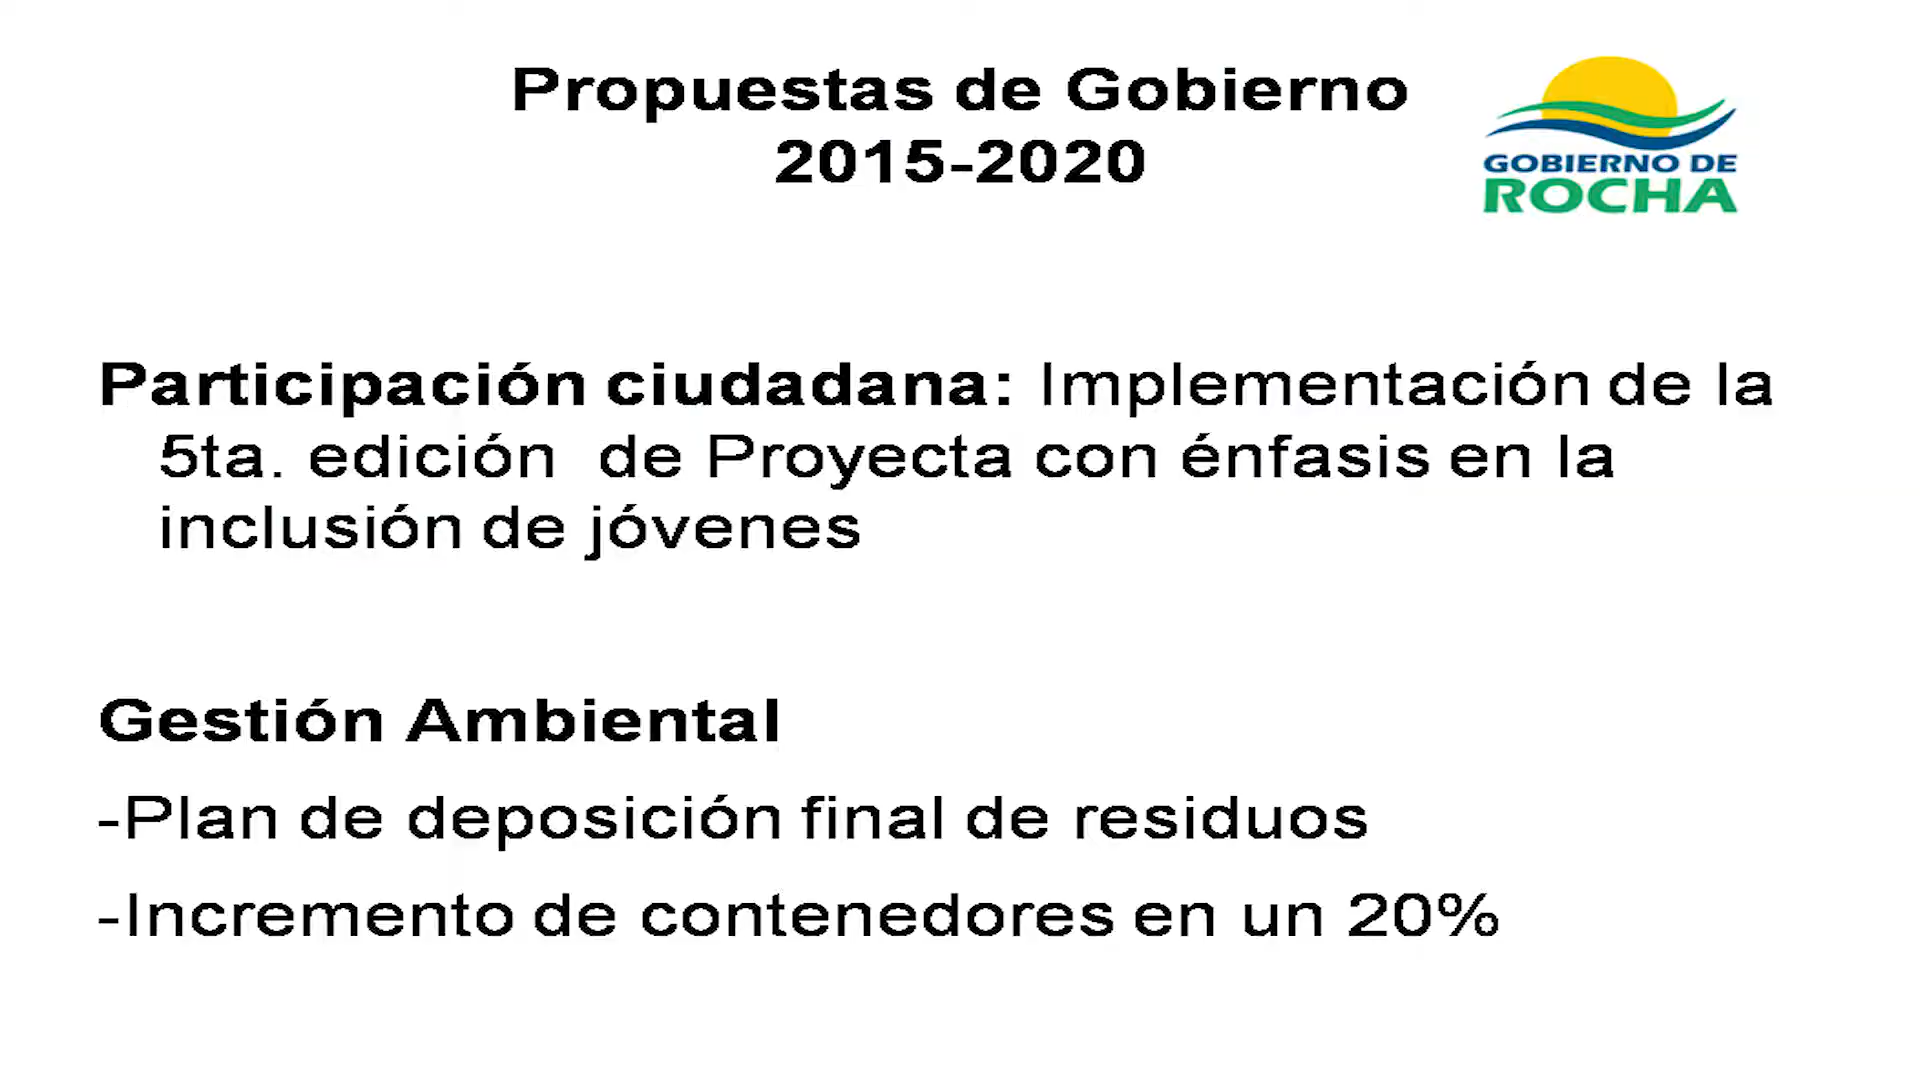 Propuestas de Gobierno
2015-2020
GOBIERNO DE
ROCHA
Participación ciudadana: Implementación de la
5ta. edición de Proyecta con énfasis en la
inclusión de jóvenes
Gestión Ambiental
-Plan de deposición final de residuos
-Incremento de contenedores en un 20%